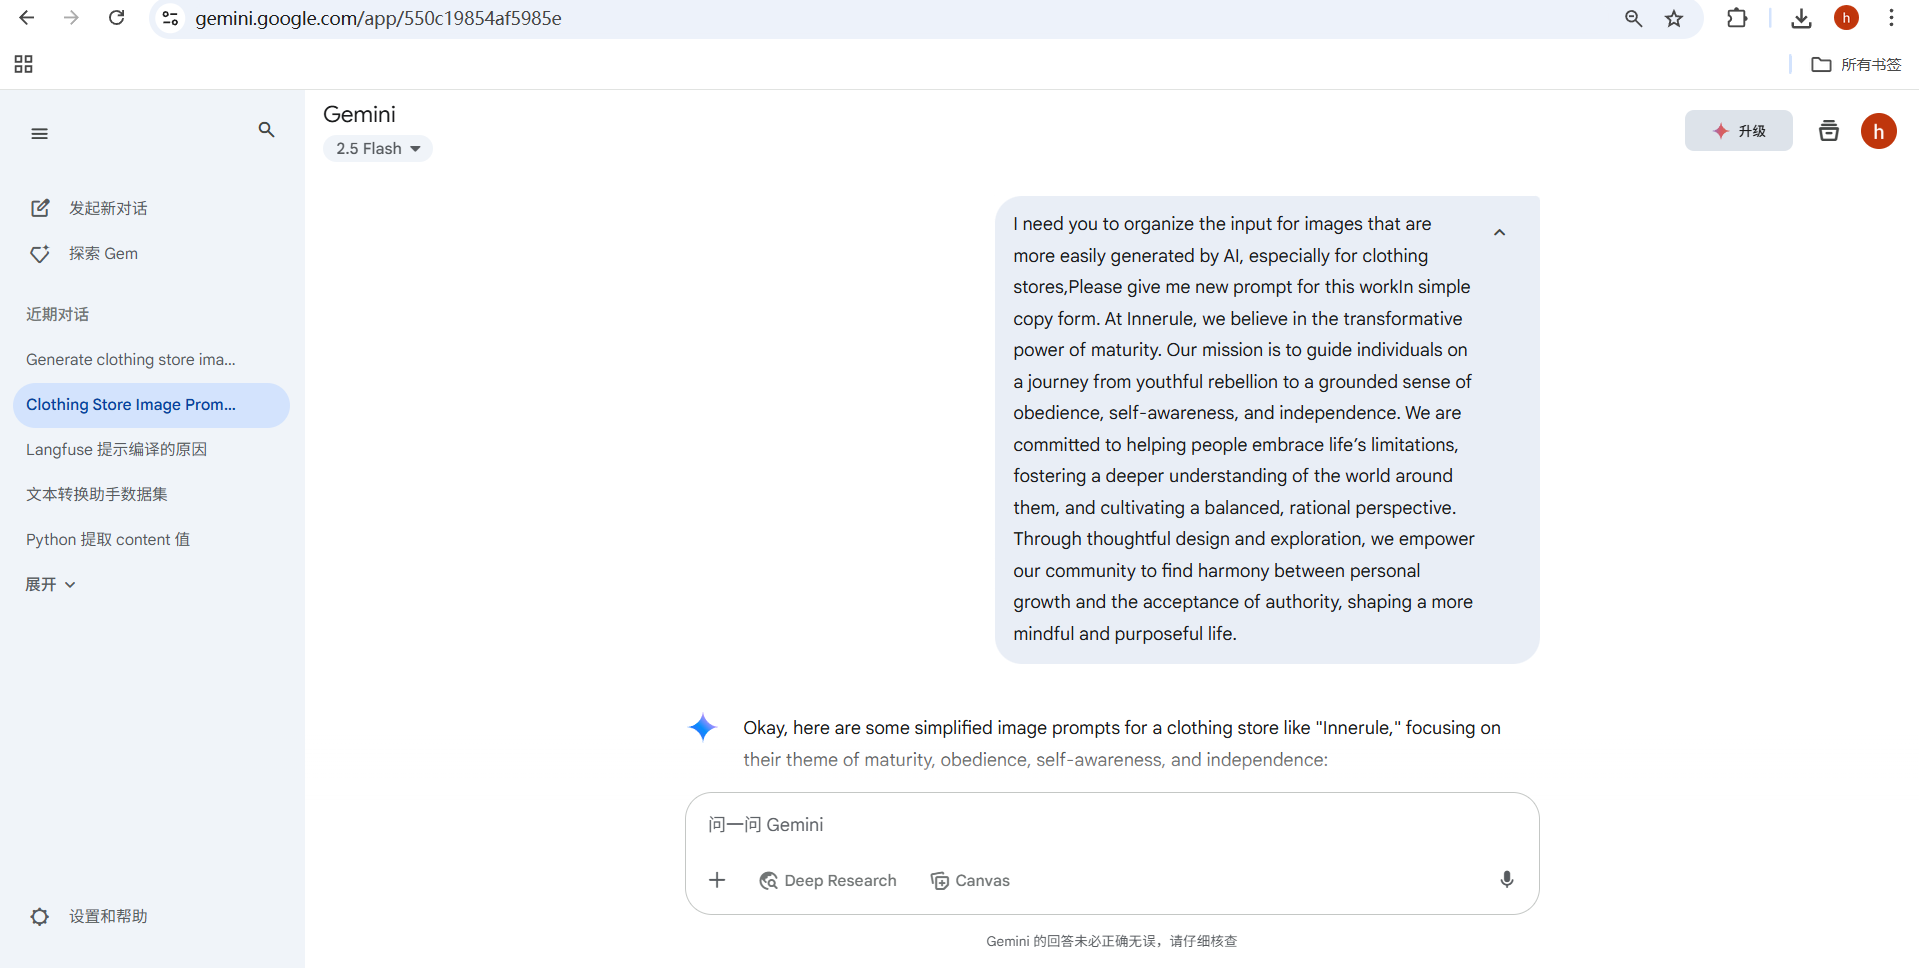 gemini.google.com/app/550c19854af5985e
h
所有书签
Gemini
2.5 Flash
升级
h
发起新对话
探索 Gem
近期对话
Generate clothing store ima...
Clothing Store Image Prom...
Langfuse 提示编译的原因
文本转换助手数据集
Python 提取 content 值
展开
设置和帮助
I need you to organize the input for images that are
more easily generated by AI, especially for clothing
stores,Please give me new prompt for this workIn simple
copy form. At Innerule, we believe in the transformative
power of maturity. Our mission is to guide individuals on
a journey from youthful rebellion to a grounded sense of
obedience, self-awareness, and independence. We are
committed to helping people embrace life’s limitations,
fostering a deeper understanding of the world around
them, and cultivating a balanced, rational perspective.
Through thoughtful design and exploration, we empower
our community to find harmony between personal
growth and the acceptance of authority, shaping a more
mindful and purposeful life.
Okay, here are some simplified image prompts for a clothing store like "Innerule," focusing on
their theme of maturity, obedience, self-awareness, and independence:
问一问 Gemini
Deep Research
Canvas
Gemini 的回答未必正确无误，请仔细核查